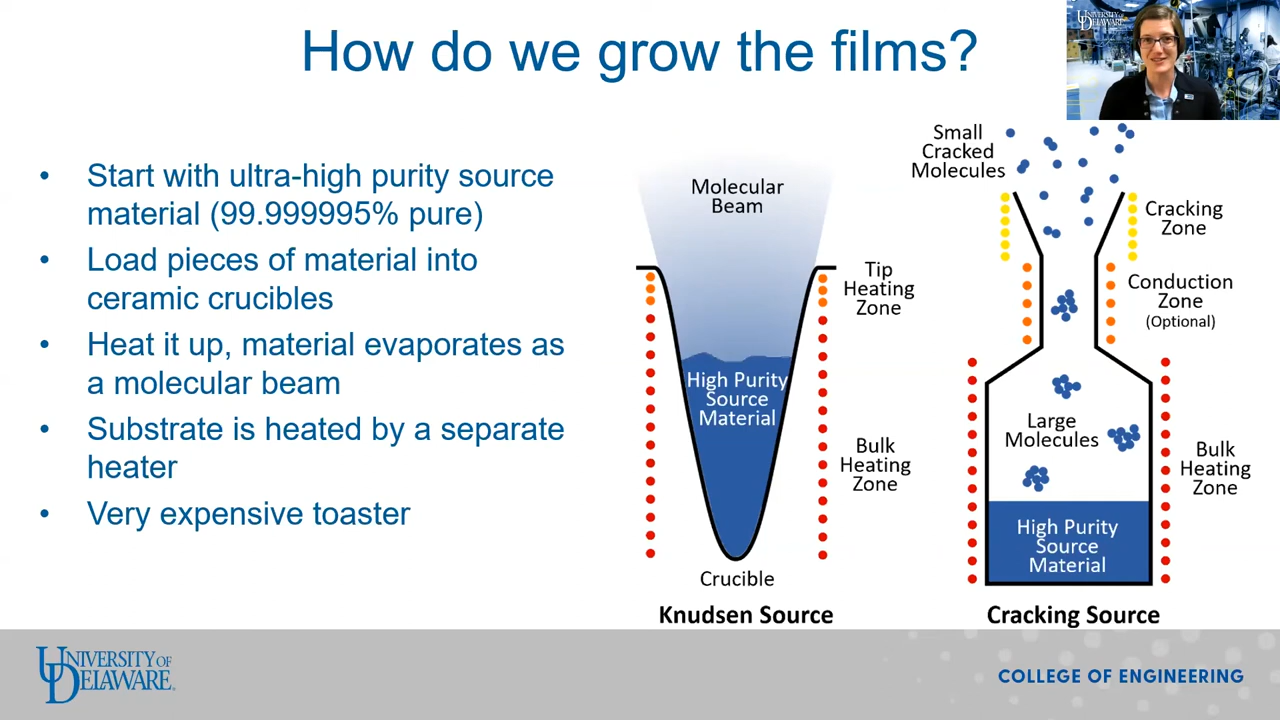 How do we grow the films?
UNIVERSITY OF
DELAWARE
• Start with ultra-high purity source
material (99.999995% pure)
• Load pieces of material into
ceramic crucibles
• Heat it up, material evaporates as
a molecular beam
• Substrate is heated by a separate
heater
• Very expensive toaster
Molecular
Beam
Tip
Heating
Zone
High Purity
Source
Material
Bulk
Heating
Zone
Crucible
Knudsen Source
Small
Cracked
Molecules
Cracking
Zone
Conduction
Zone
(Optional)
Large
Molecules
Bulk
Heating
Zone
High Purity
Source
Material
Cracking Source
UNIVERSITY OF
DELAWARE
COLLEGE OF ENGINEERING